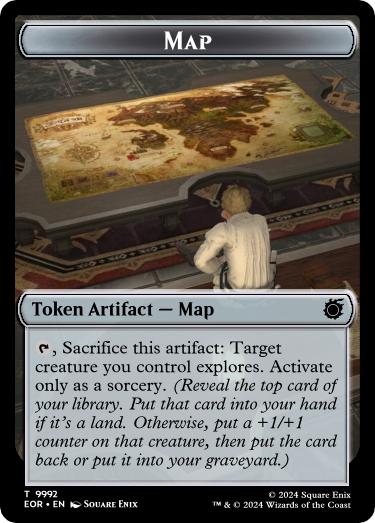 MAP
Token Artifact — Map
, Sacrifice this artifact: Target
creature you control explores. Activate
only as a sorcery. (Reveal the top card of
your library. Put that card into your hand
if it's a land. Otherwise, put a +1/+1
counter on that creature, then put the card
back or put it into your graveyard.)
T 9992
EOR • EN SQUARE ENIX
© 2024 Square Enix
™ & © 2024 Wizards of the Coast